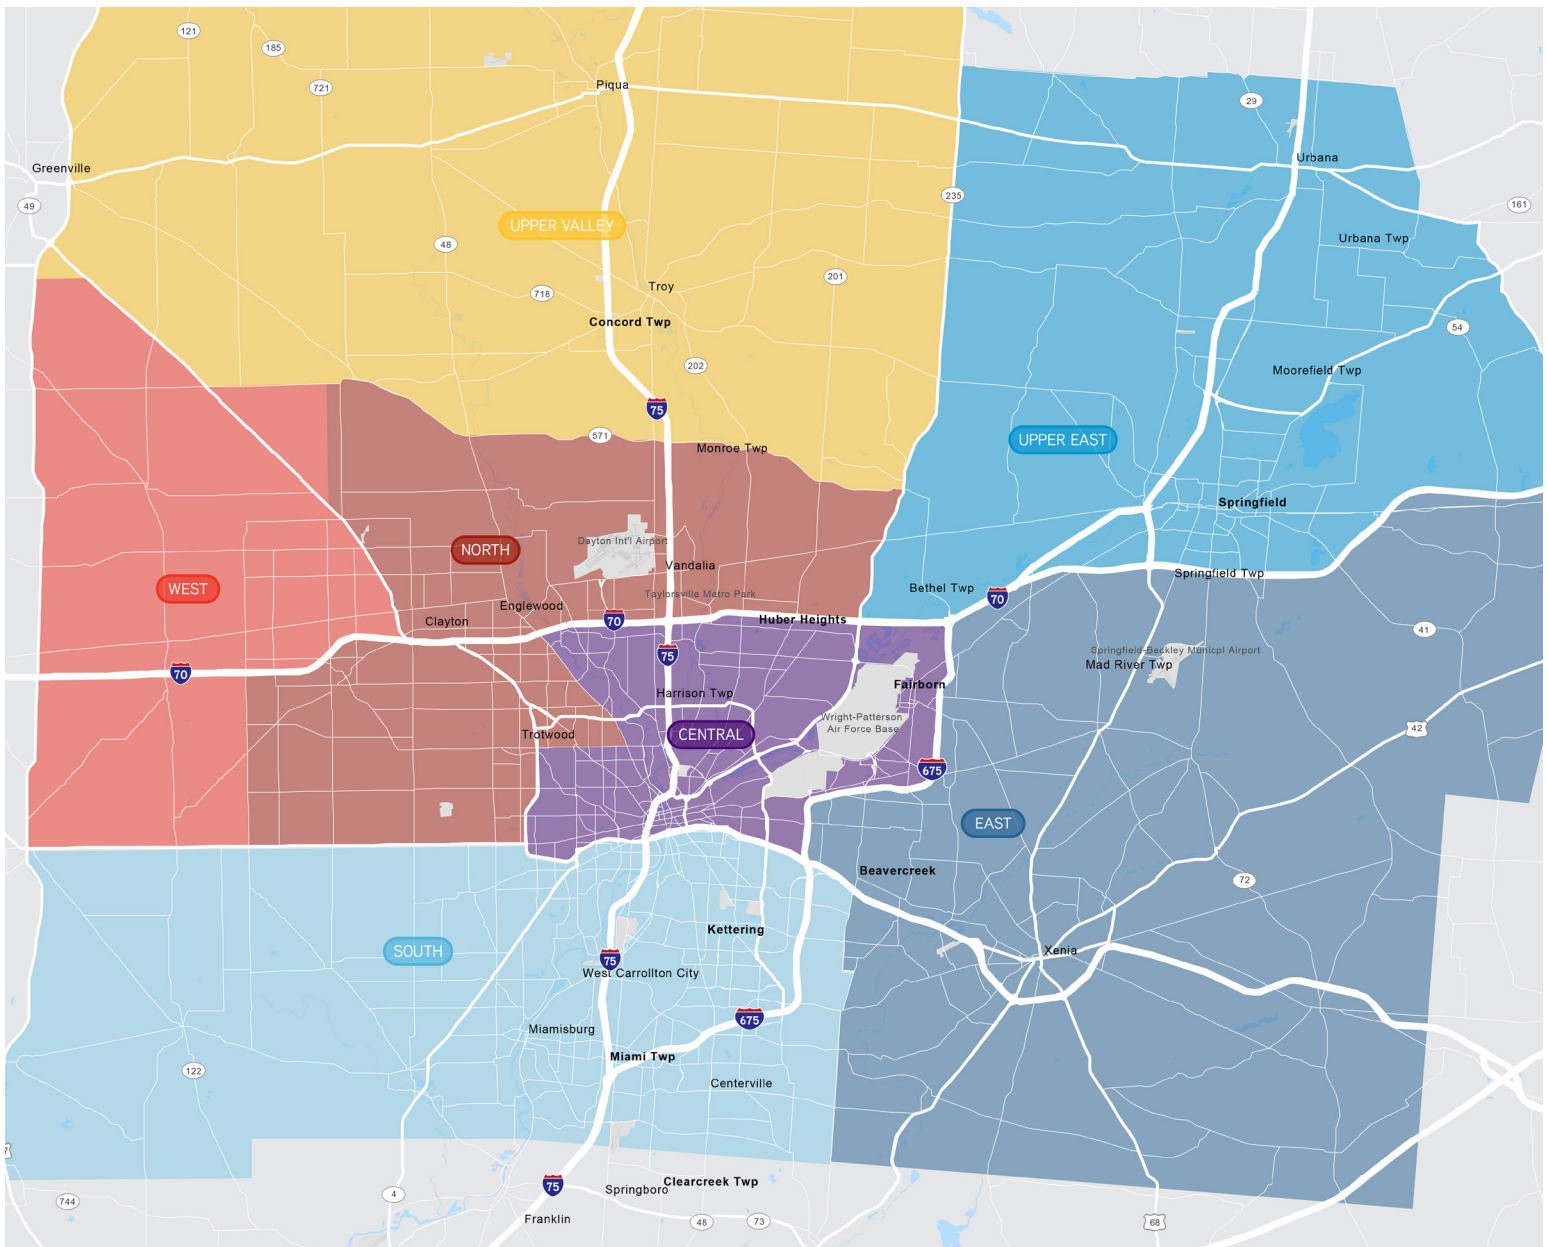 121
185
721
Piqua
29
Greenville
Urbana
235
49
161
UPPER VALLEY
48
Urbana Twp
201
Troy
718
Concord Twp
54
202
Moorefield Twp
75
571
UPPER EAST
Monroe Twp
Springfield
Dayton Int'l Airport
NORTH
Vandalia
Springfield Twp
WEST
Bethel Twp
Taylorsville Metro Park
70
Englewood
Clayton
70
Huber Heights
41
Springfield-Beckley Municpl Airport
75
Mad River Twp
70
Fairborn
Harrison Twp
Wright-Patterson
Air Force Base
42
Trotwood
CENTRAL
675
EAST
Beavercreek
72
Kettering
SOUTH
Xenia
75
West Carrollton City
675
Miamisburg
Miami Twp
122
Centerville
Clearcreek Twp
75
Springboro
4
744
Franklin
48
73
68